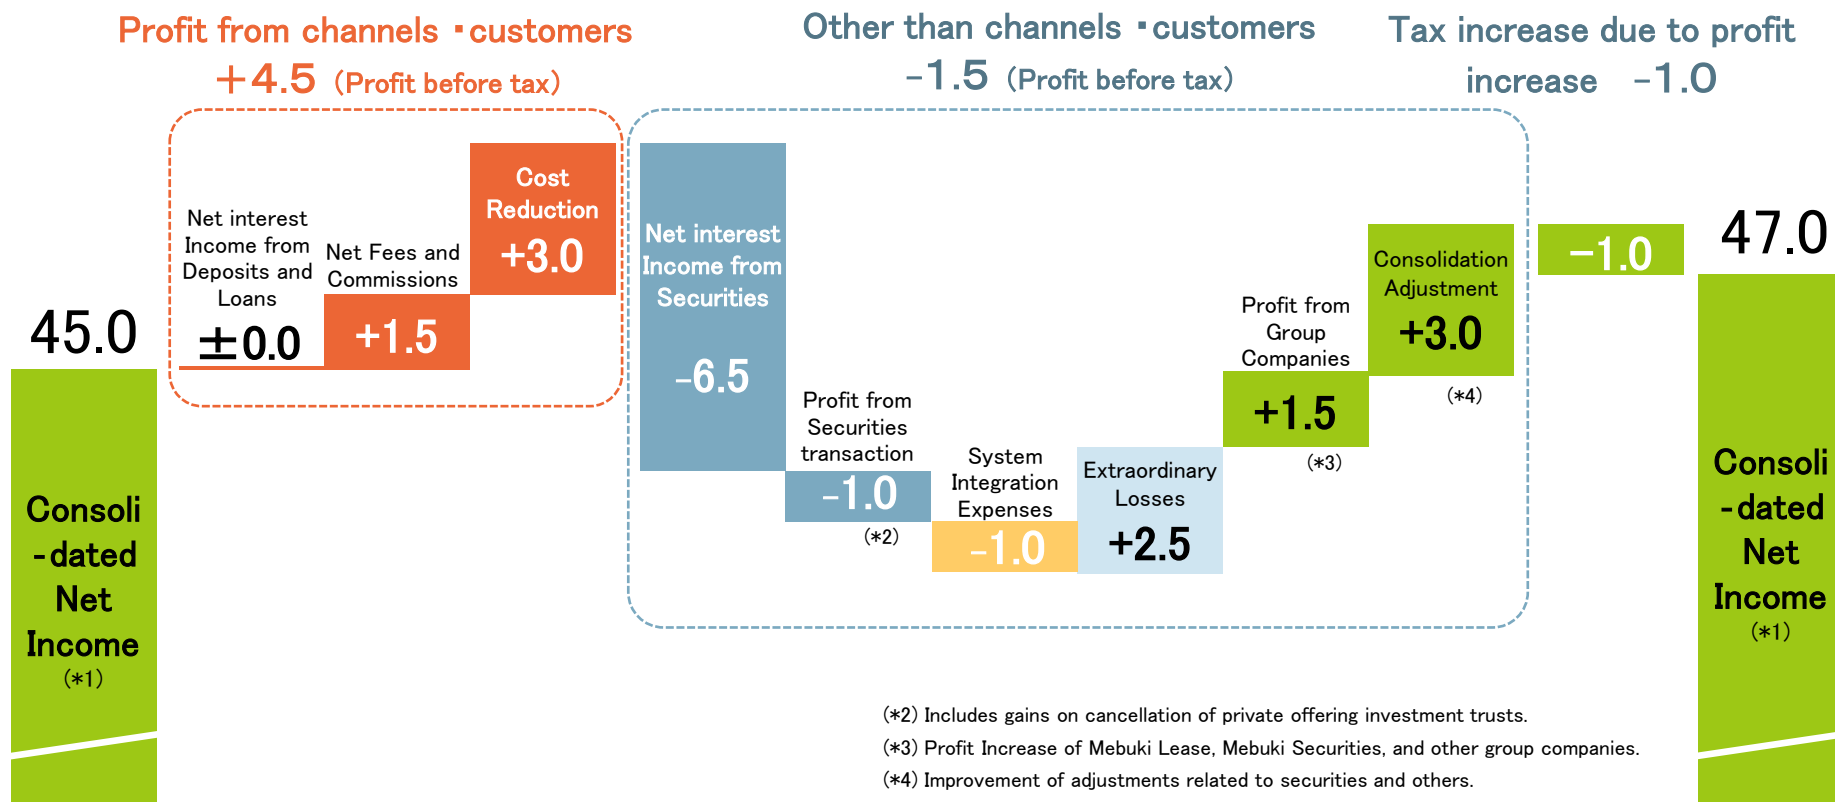 Profit from channels ・customers
+4.5 (Profit before tax)
Other than channels ・customers
-1.5 (Profit before tax)
Tax increase due to profit
increase -1.0
45.0
Consoli
-dated
Net
Income
(*1)
Net interest
Income from
Deposits and
Loans
±0.0
Net Fees and
Commissions
+1.5
Cost
Reduction
+3.0
Net interest
Income from
Securities
-6.5
Profit from
Securities
transaction
-1.0
(*2)
System
Integration
Expenses
-1.0
Extraordinary
Losses
+2.5
Profit from
Group
Companies
+1.5
(*3)
Consolidation
Adjustment
+3.0
(*4)
-1.0
47.0
Consoli
-dated
Net
Income
(*1)
(*2) Includes gains on cancellation of private offering investment trusts.
(*3) Profit Increase of Mebuki Lease, Mebuki Securities, and other group companies.
(*4) Improvement of adjustments related to securities and others.